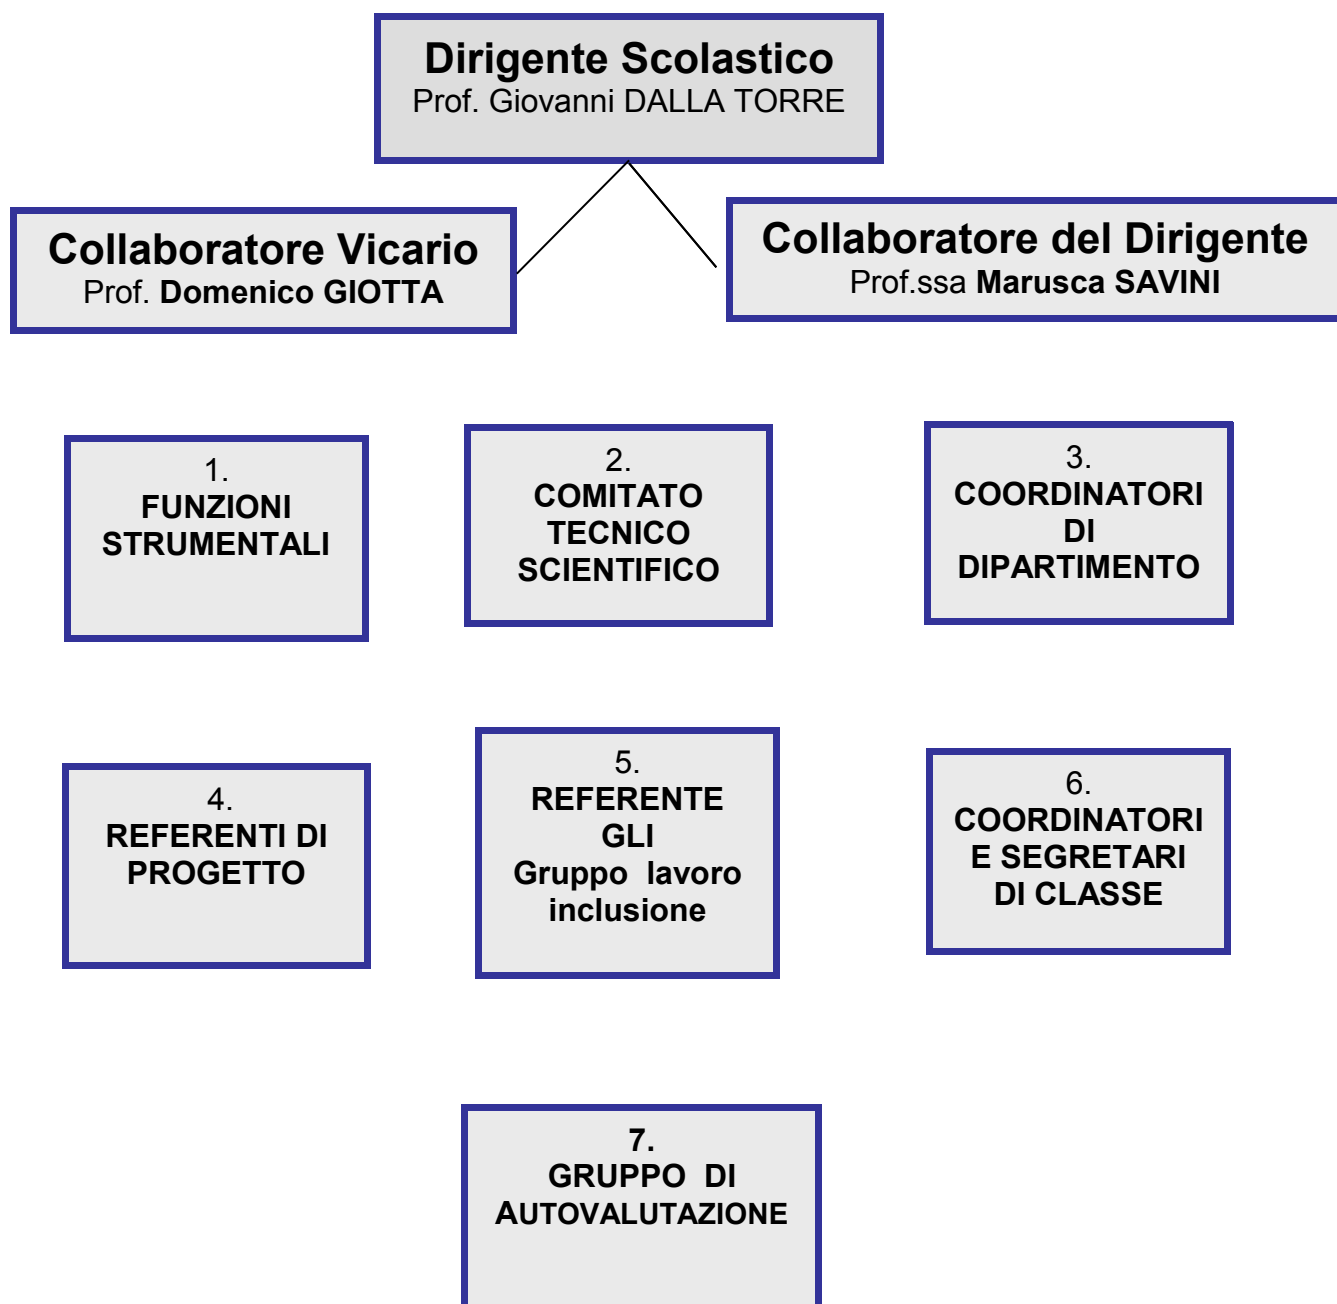 Dirigente Scolastico
Prof. Giovanni DALLA TORRE
Collaboratore Vicario
Prof. Domenico GIOTTA
Collaboratore del Dirigente
Prof.ssa Marusca SAVINI
1.
FUNZIONI
STRUMENTALI
2.
COMITATO
TECNICO
SCIENTIFICO
3.
COORDINATORI
DI
DIPARTIMENTO
4.
REFERENTI DI
PROGETTO
5.
REFERENTE
GLI
Gruppo lavoro
inclusione
6.
COORDINATORI
E SEGRETARI
DI CLASSE
7.
GRUPPO DI
AUTOVALUTAZIONE